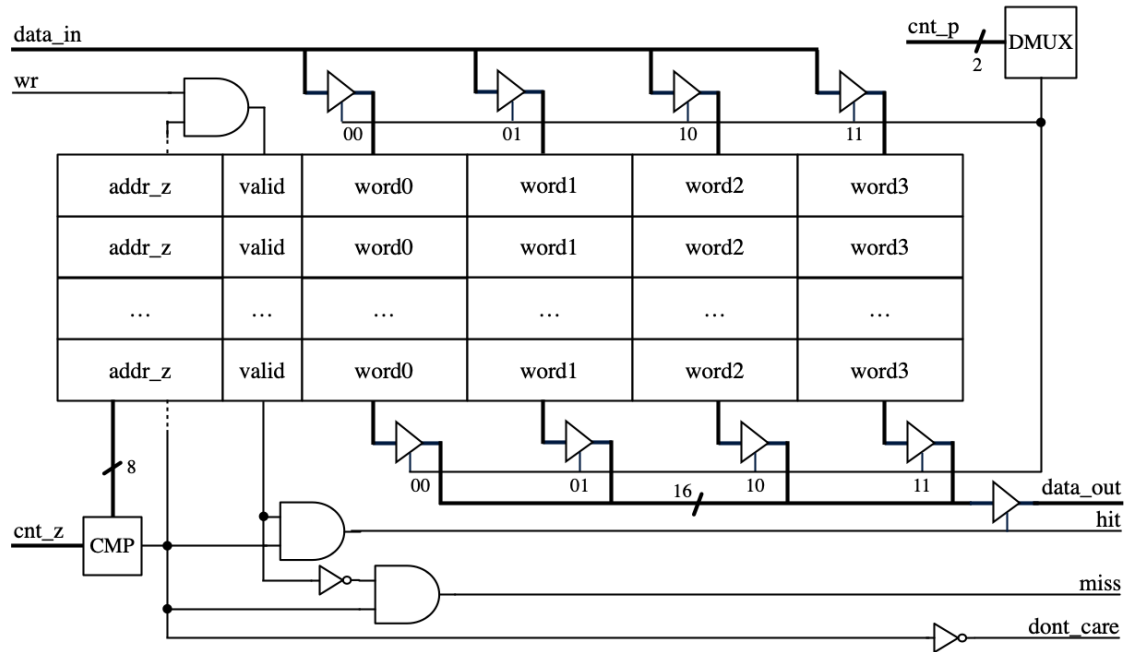 data_in
cnt_p
DMUX
2
wr
00 01 10 11
addr_z valid word0 word1 word2 word3
addr_z valid word0 word1 word2 word3
... ... ... ... ... ...
addr_z valid word0 word1 word2 word3
8
00 01 16 10 11
data_out
hit
cnt_z
CMP
miss
dont_care